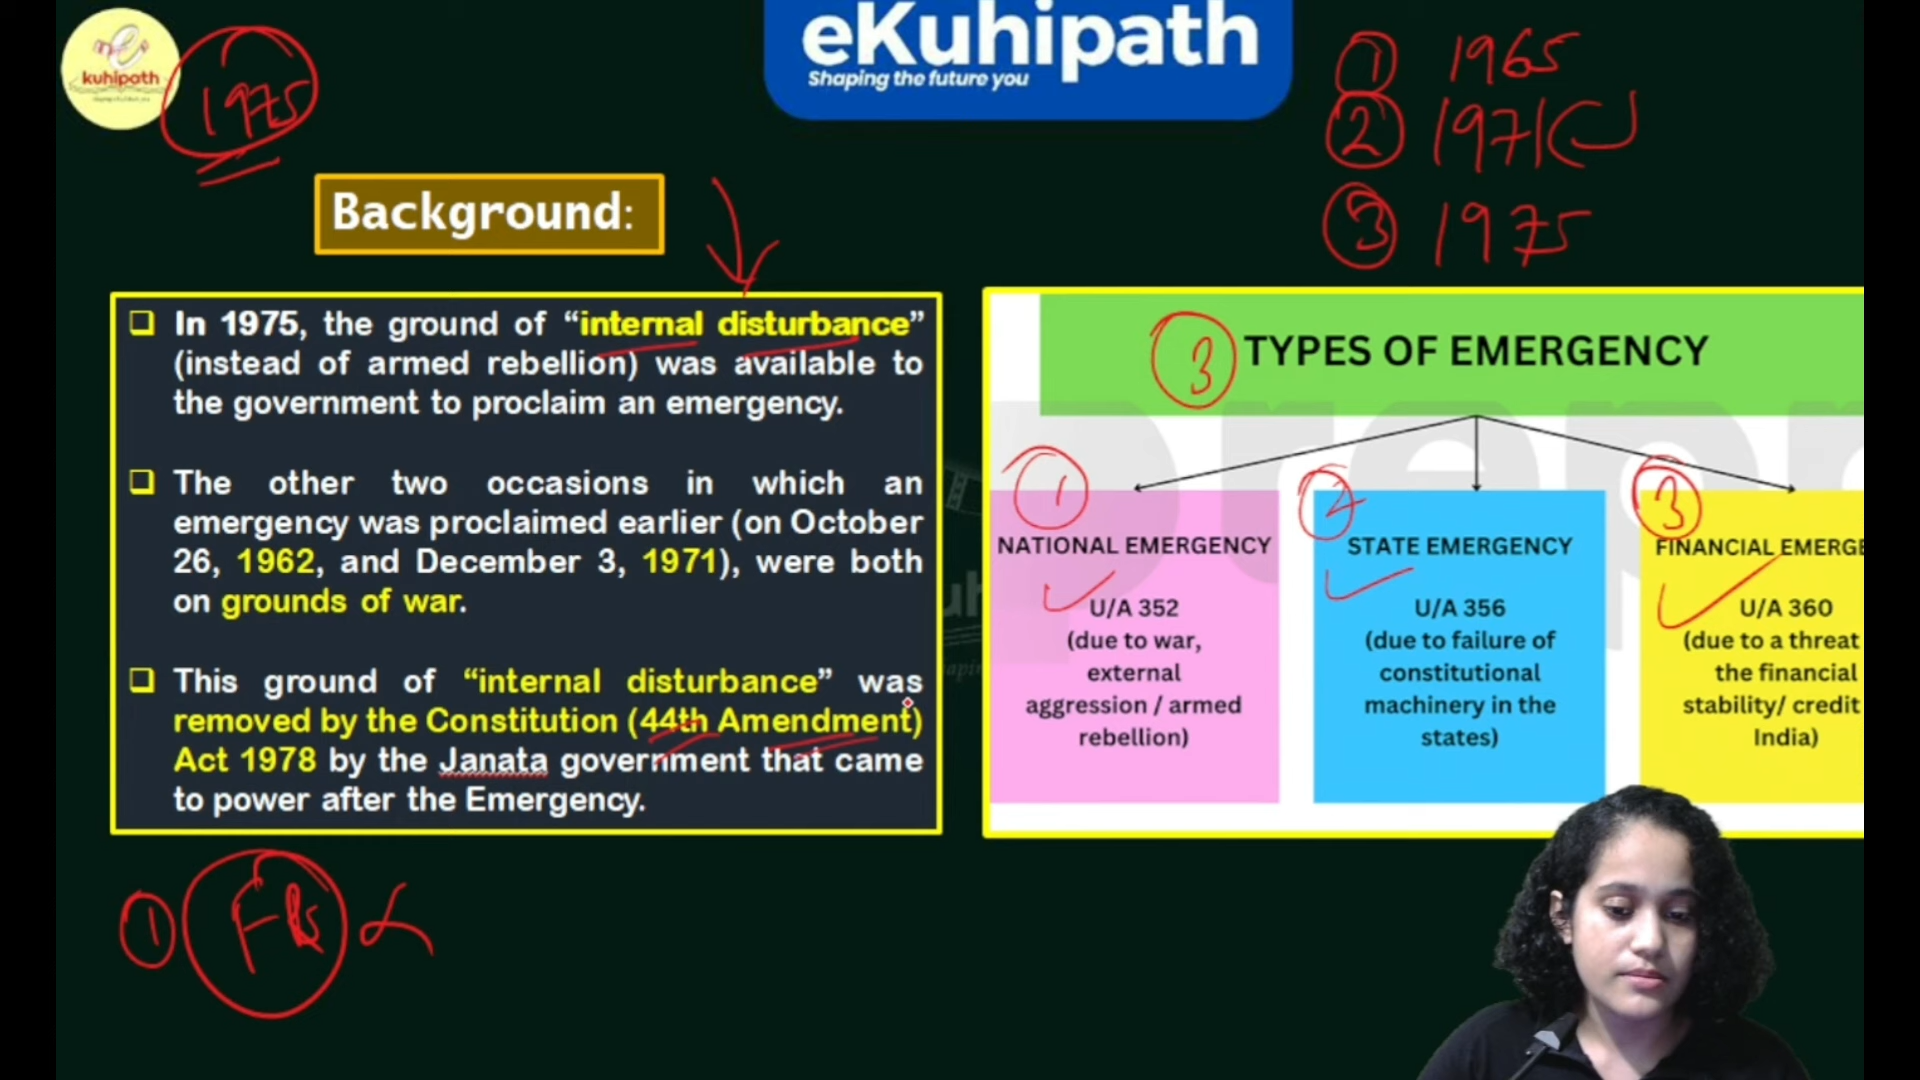 kuhipath
1975
eKuhipath
Shaping the future you
① 1965
② 1971
③ 1975
Background:
❑ In 1975, the ground of “internal disturbance”
(instead of armed rebellion) was available to
the government to proclaim an emergency.
❑ The other two occasions in which an
emergency was proclaimed earlier (on October
26, 1962, and December 3, 1971), were both
on grounds of war.
❑ This ground of “internal disturbance” was
removed by the Constitution (44th Amendment)
Act 1978 by the Janata government that came
to power after the Emergency.
① FRs
③ TYPES OF EMERGENCY
①
NATIONAL EMERGENCY
U/A 352
(due to war,
external
aggression / armed
rebellion)
②
STATE EMERGENCY
U/A 356
(due to failure of
constitutional
machinery in the
states)
③
FINANCIAL EMERGE
U/A 360
(due to a threat
the financial
stability/ credit
India)